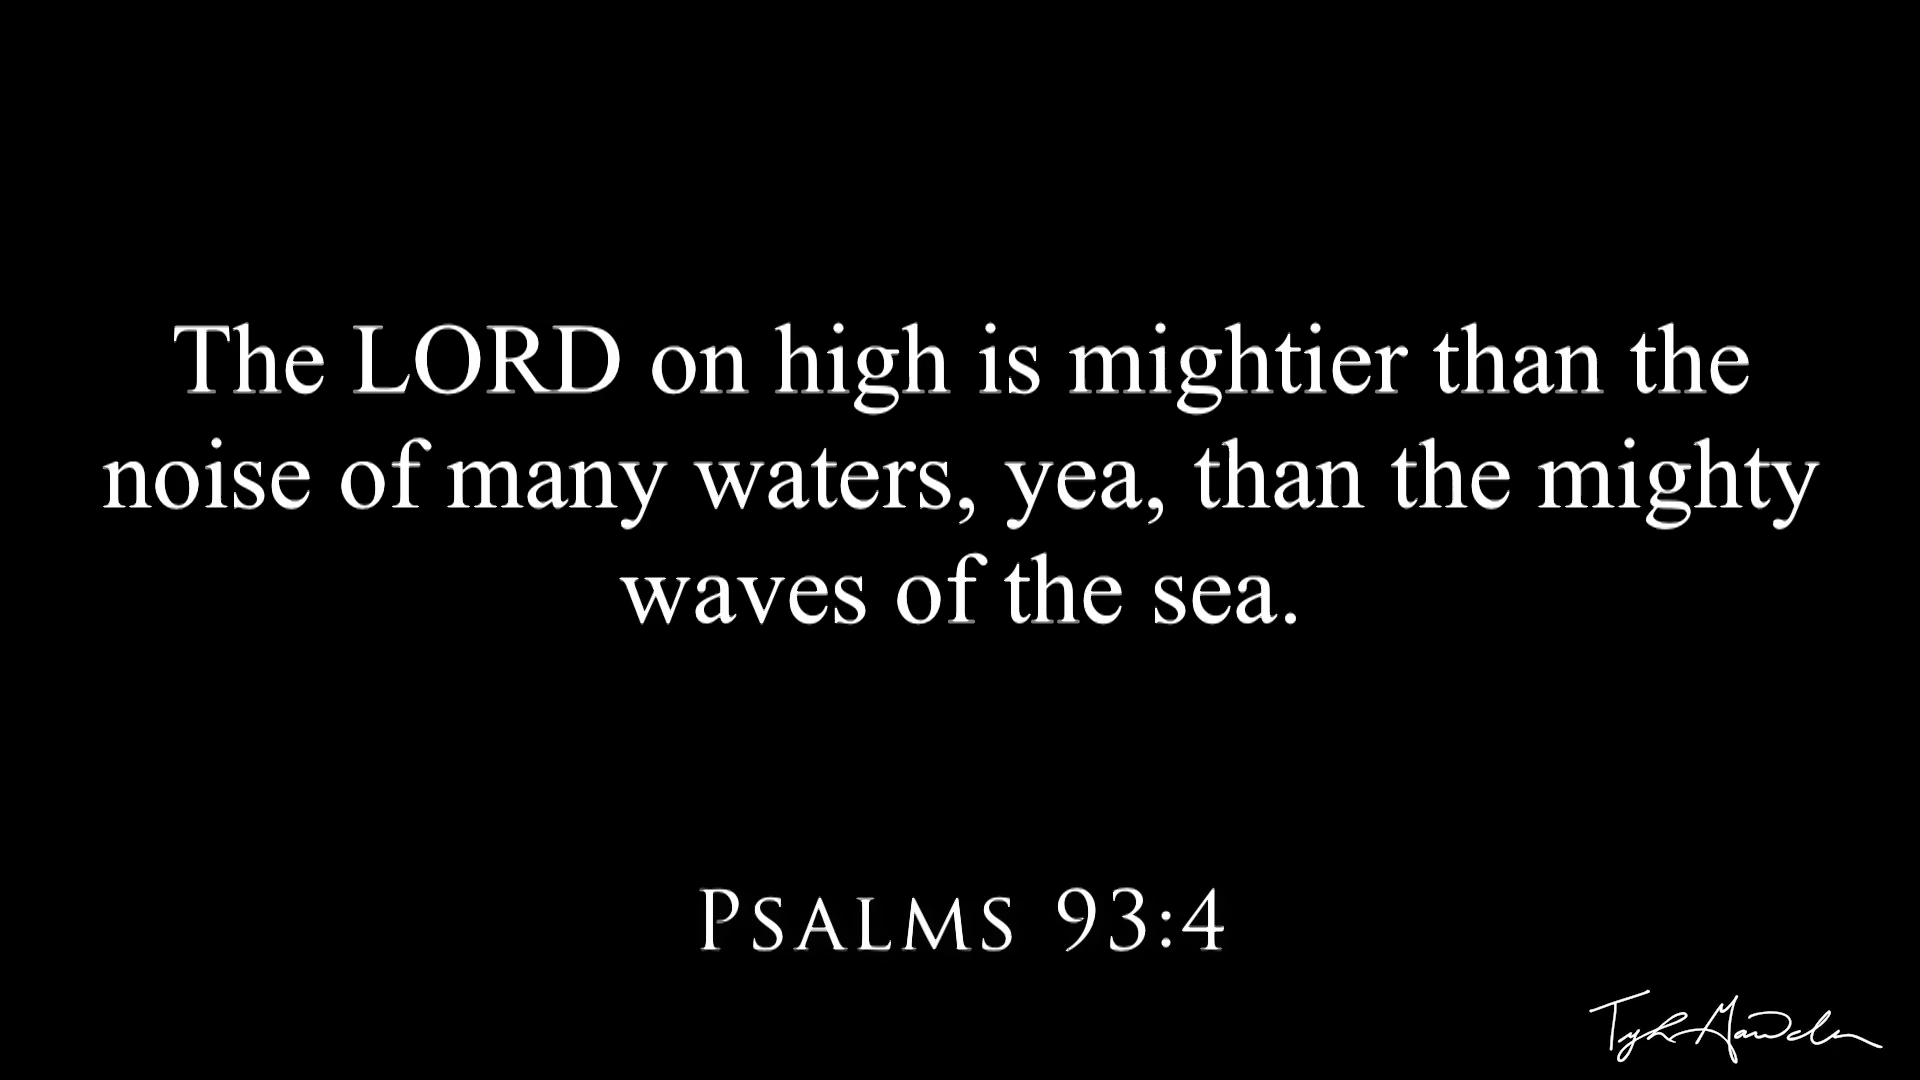 The LORD on high is mightier than the
noise of many waters, yea, than the mighty
waves of the sea.
PSALMS 93:4